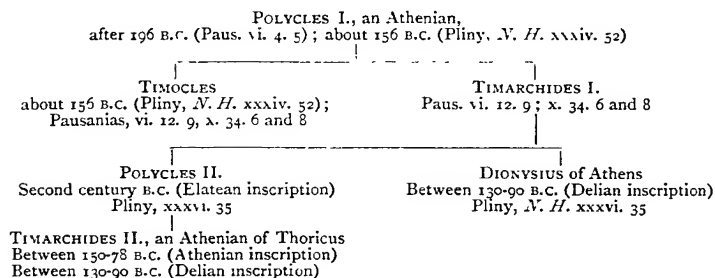 POLYCLES I., an Athenian,
after 196 B.C. (Paus. vi. 4. 5) ; about 156 B.C. (Pliny, N. H. xxxiv. 52)
TIMOCLES
about 156 B.C. (Pliny, N. H. xxxiv. 52) ;
Pausanias, vi. 12. 9, x. 34. 6 and 8
TIMARCHIDES I.
Paus. vi. 12. 9 ; x. 34. 6 and 8
POLYCLES II.
Second century B.C. (Elatean inscription)
Pliny, xxxvi. 35
DIONYSIUS of Athens
Between 130-90 B.C. (Delian inscription)
Pliny, N. H. xxxvi. 35
TIMARCHIDES II., an Athenian of Thoricus
Between 150-78 B.C. (Athenian inscription)
Between 130-90 B.C. (Delian inscription)